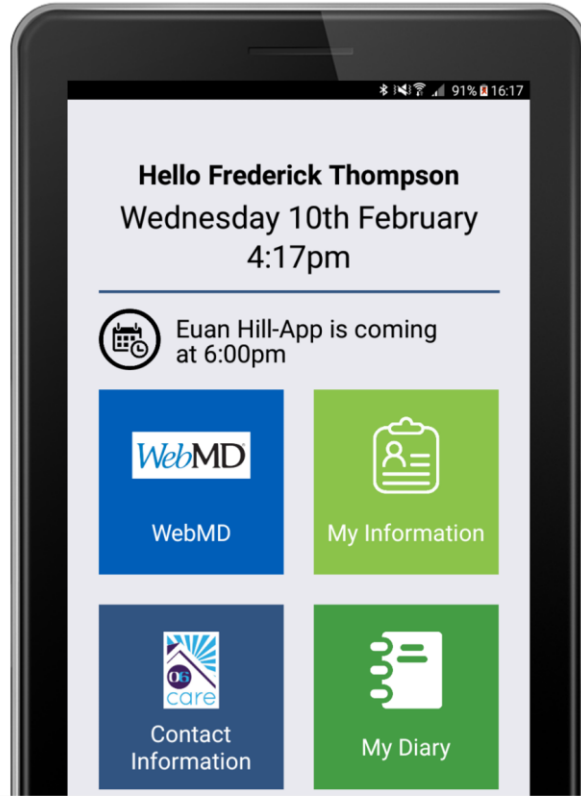 91% 16:17
Hello Frederick Thompson
Wednesday 10th February
4:17pm
Euan Hill-App is coming
at 6:00pm
WebMD
WebMD
My Information
06
care
Contact
Information
My Diary